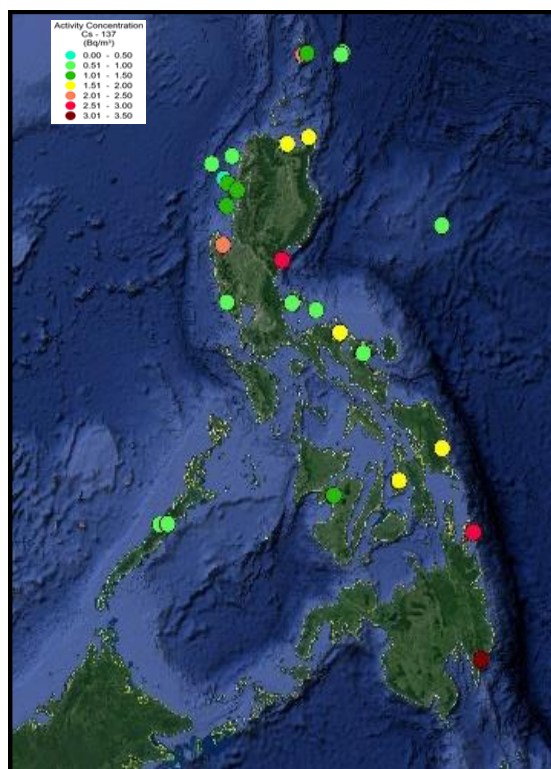 Activity Concentration
Cs - 137
(Bq/m³)
0.00 - 0.50
0.51 - 1.00
1.01 - 1.50
1.51 - 2.00
2.01 - 2.50
2.51 - 3.00
3.01 - 3.50